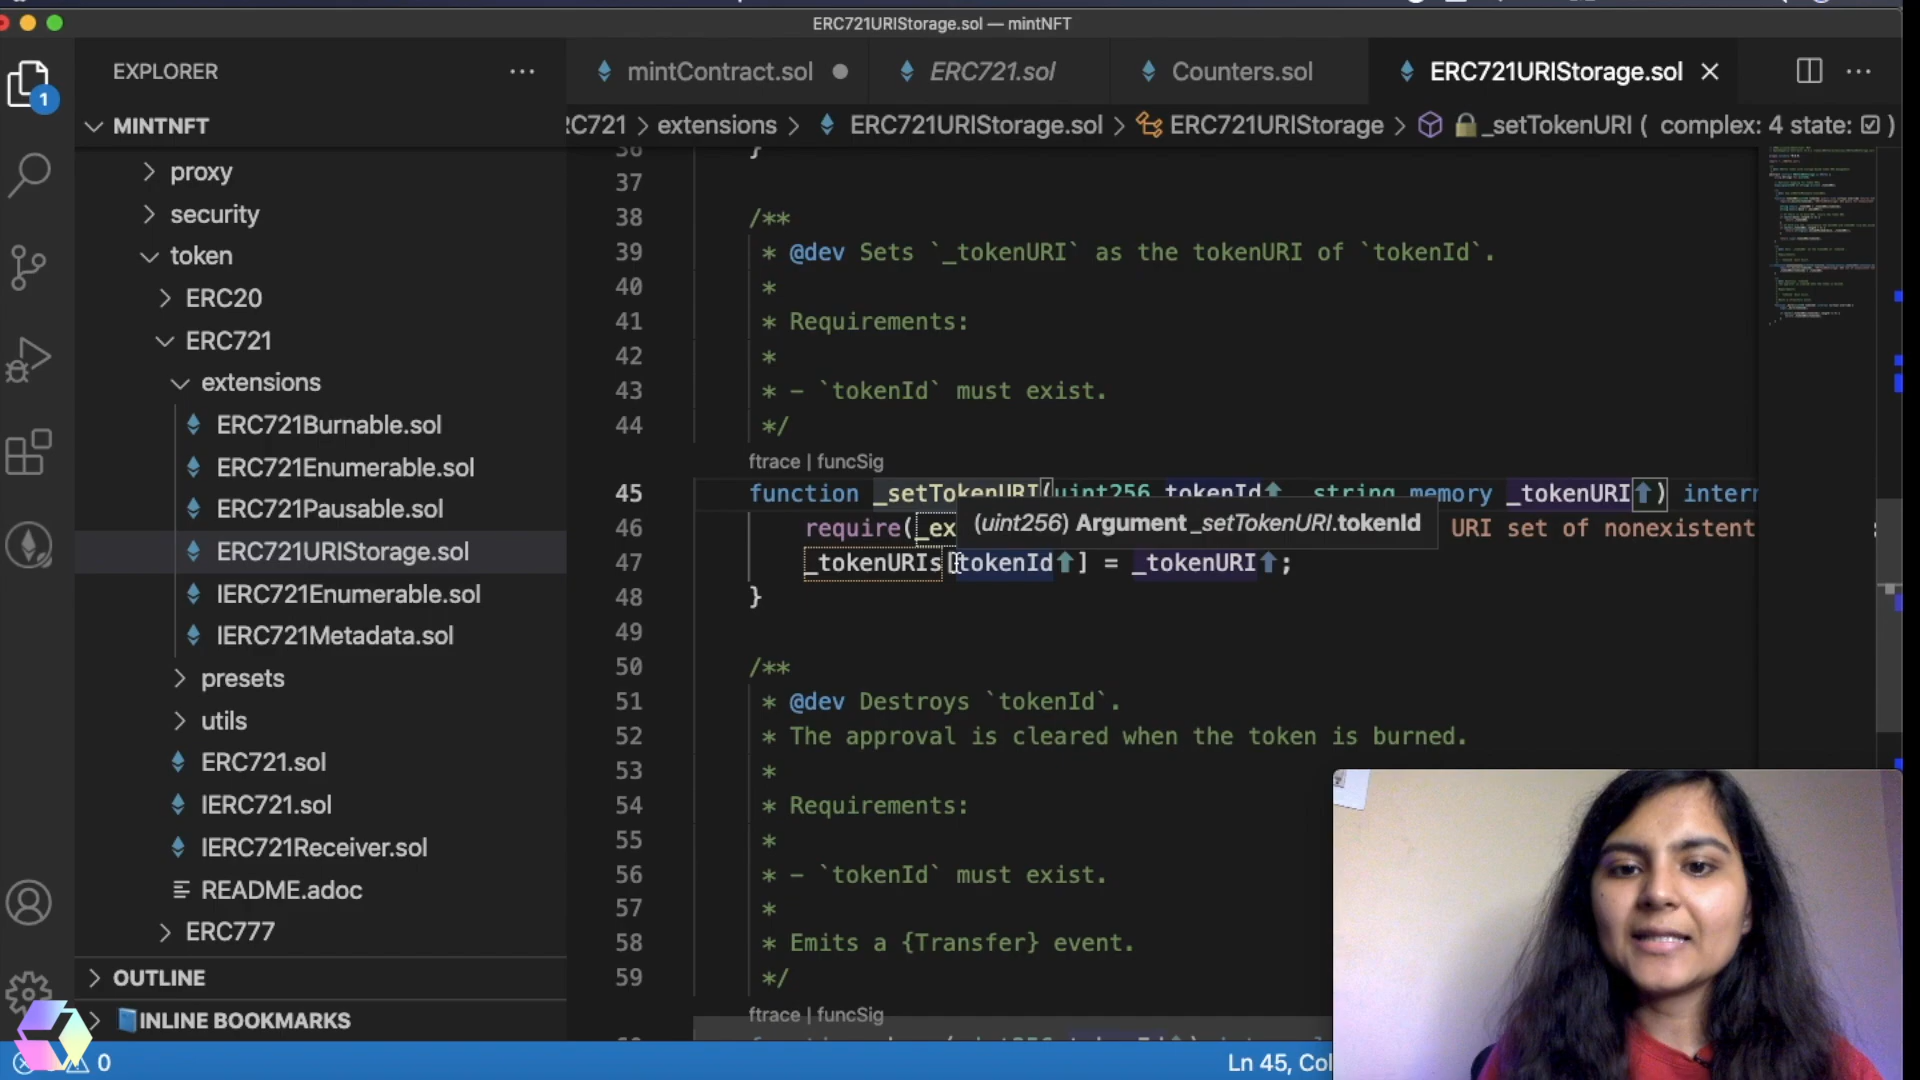 ERC721URIStorage.sol — mintNFT
EXPLORER
mintContract.sol
ERC721.sol
Counters.sol
ERC721URIStorage.sol
1
MINTNFT
RC721 > extensions > ERC721URIStorage.sol > ERC721URIStorage > _setTokenURI ( complex: 4 state: ☑ )
proxy
security
token
ERC20
ERC721
extensions
ERC721Burnable.sol
ERC721Enumerable.sol
ERC721Pausable.sol
ERC721URIStorage.sol
IERC721Enumerable.sol
IERC721Metadata.sol
presets
utils
ERC721.sol
IERC721.sol
IERC721Receiver.sol
README.adoc
ERC777
OUTLINE
INLINE BOOKMARKS
36 }
37
38 /**
39 * @dev Sets `_tokenURI` as the tokenURI of `tokenId`.
40 *
41 * Requirements:
42 *
43 * - `tokenId` must exist.
44 */
ftrace | funcSig
45 function _setTokenURI(uint256 tokenId↑, string memory _tokenURI↑) intern
(uint256) Argument _setTokenURI.tokenId
46 require(_ex URI set of nonexistent
47 _tokenURIs[tokenId↑] = _tokenURI↑;
48 }
49
50 /**
51 * @dev Destroys `tokenId`.
52 * The approval is cleared when the token is burned.
53 *
54 * Requirements:
55 *
56 * - `tokenId` must exist.
57 *
58 * Emits a {Transfer} event.
59 */
ftrace | funcSig
0
Ln 45, Col